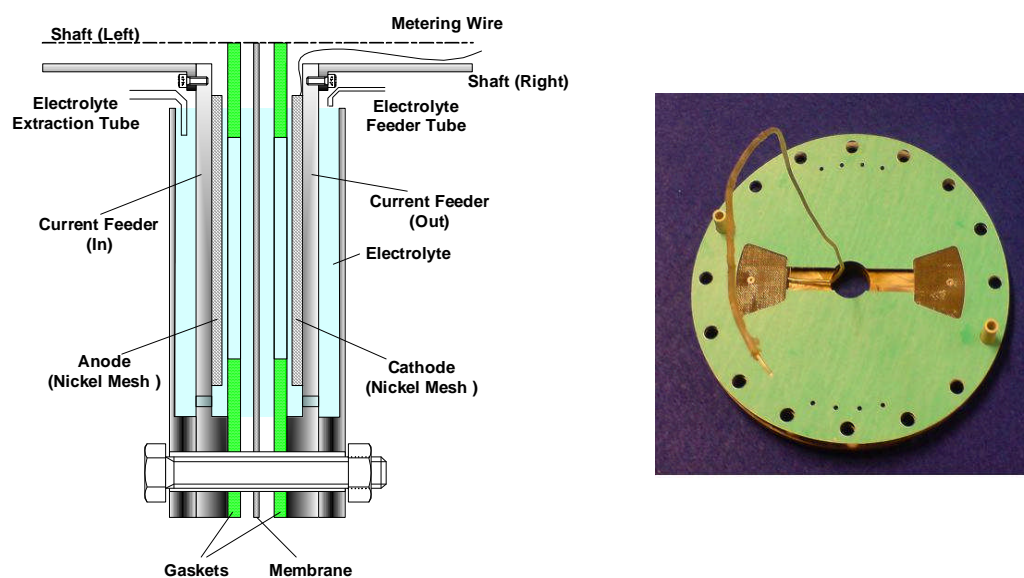 Metering Wire
Shaft (Left)
Shaft (Right)
Electrolyte
Extraction Tube
Electrolyte
Feeder Tube
Current Feeder
(In)
Current Feeder
(Out)
Electrolyte
Anode
(Nickel Mesh )
Cathode
(Nickel Mesh )
Gaskets
Membrane